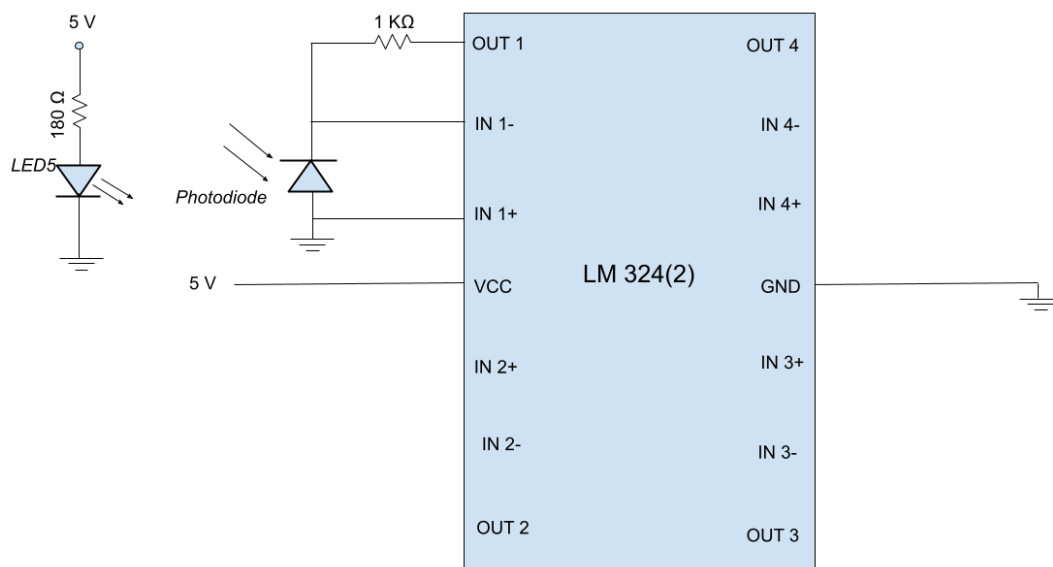 5 V
180 Ω
LED5
Photodiode
1 KΩ
5 V
OUT 1
IN 1-
IN 1+
VCC
IN 2+
IN 2-
OUT 2
LM 324(2)
OUT 4
IN 4-
IN 4+
GND
IN 3+
IN 3-
OUT 3